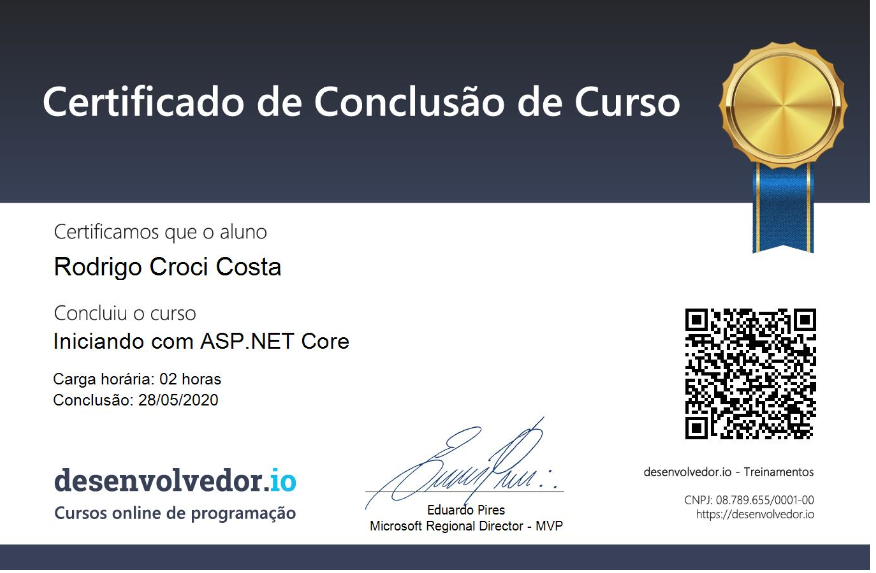 Certificado de Conclusão de Curso
Certificamos que o aluno
Rodrigo Croci Costa
Concluiu o curso
Iniciando com ASP.NET Core
Carga horária: 02 horas
Conclusão: 28/05/2020
desenvolvedor.io
Cursos online de programação
Eduardo Pires
Microsoft Regional Director - MVP
desenvolvedor.io - Treinamentos
CNPJ: 08.789.655/0001-00
https://desenvolvedor.io